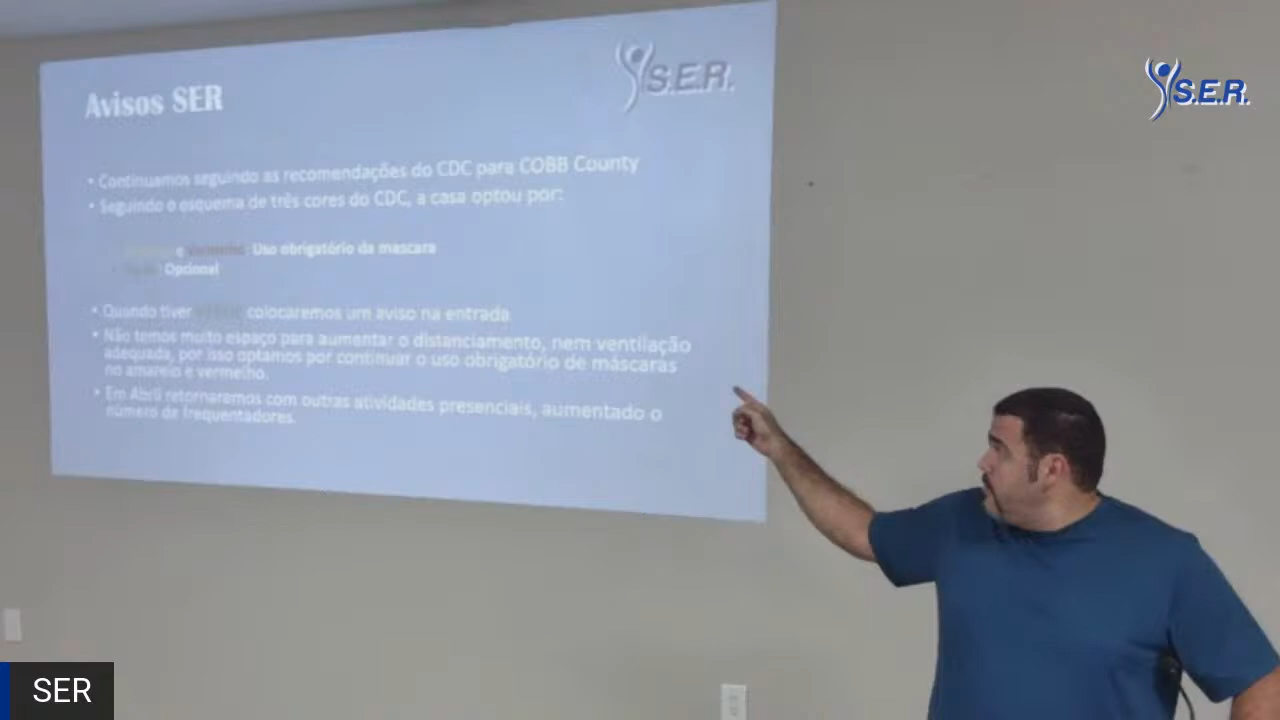 Avisos SER
S.E.R.
S.E.R.
• Continuamos seguindo as recomendações do CDC para COBB County
• Seguindo o esquema de três cores do CDC, a casa optou por:
e Vermelho: Uso obrigatório da mascara
Opcional
• Quando tiver colocaremos um aviso na entrada
• Não temos muito espaço para aumentar o distanciamento, nem ventilação
adequada, por isso optamos por continuar o uso obrigatório de máscaras
no amarelo e vermelho.
• Em Abril retornaremos com outras atividades presenciais, aumentado o
número de frequentadores.
SER